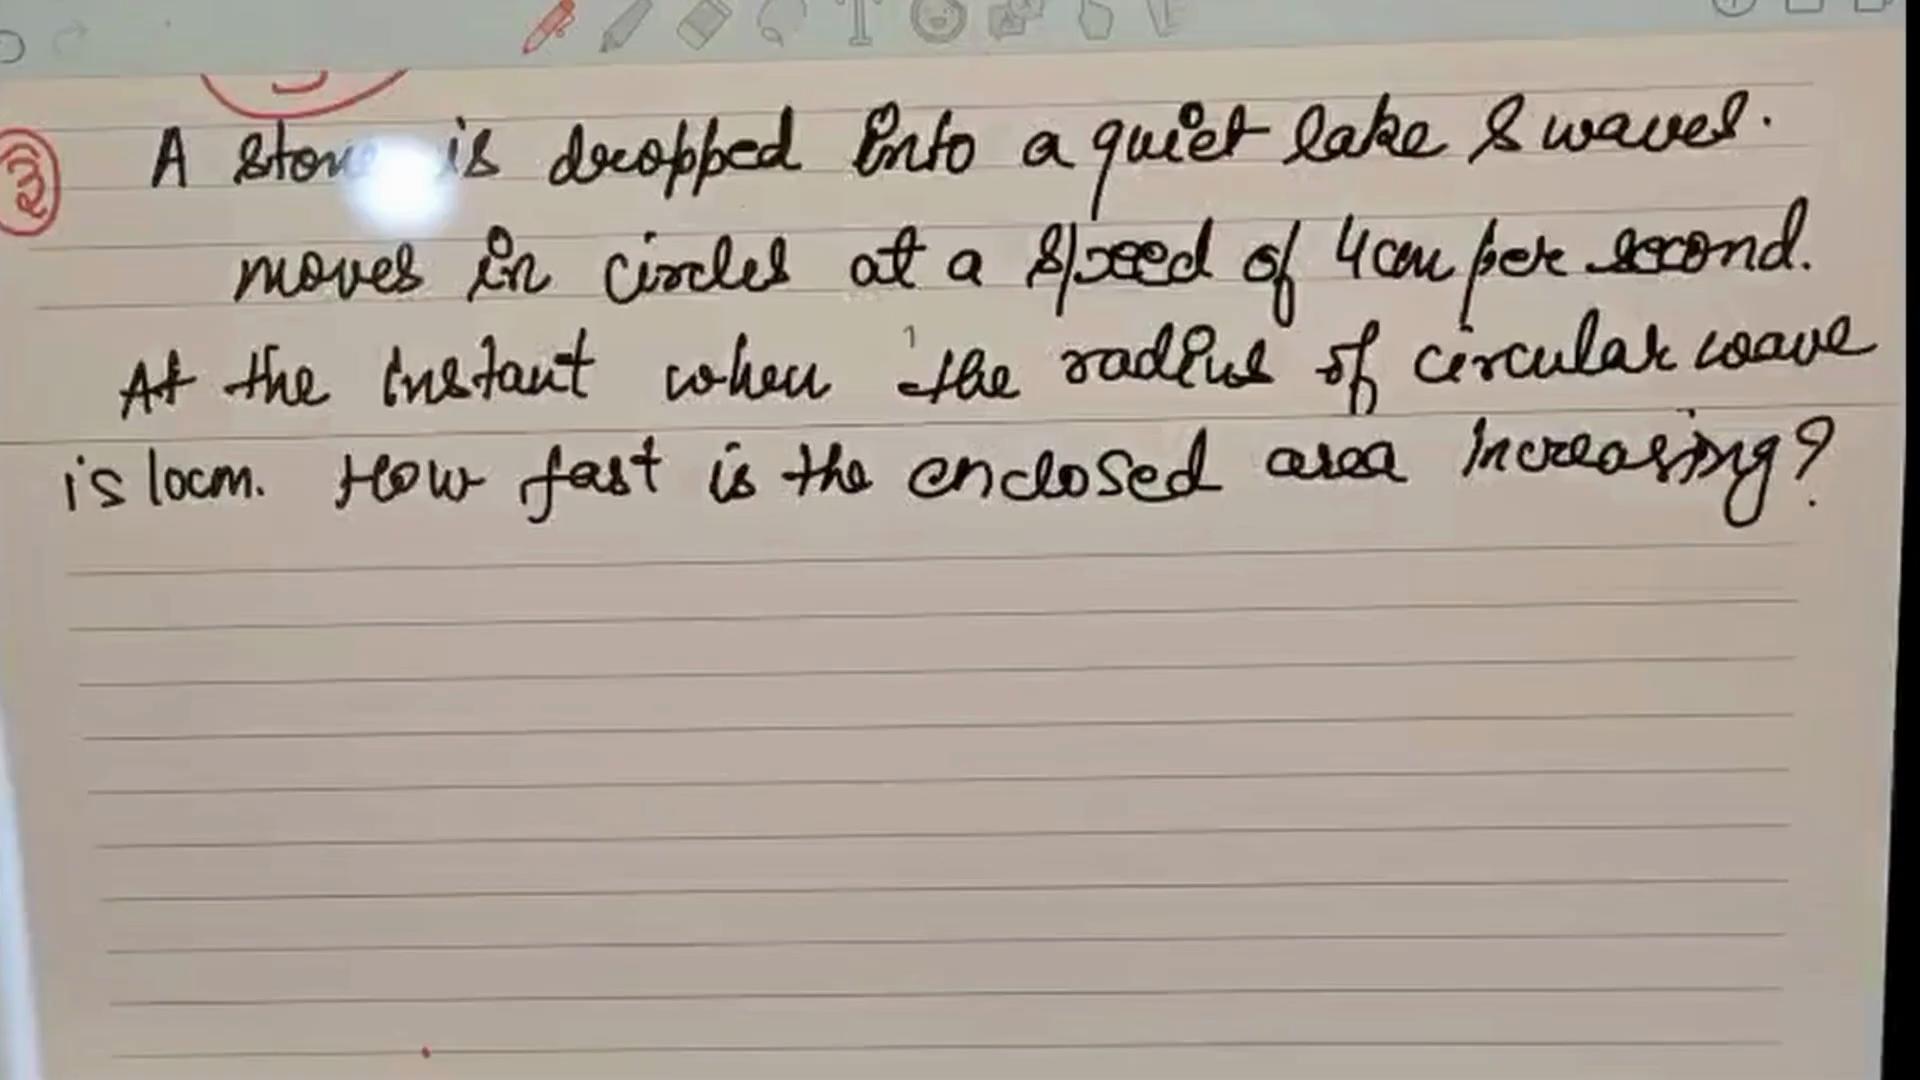 ③ A stone is dropped into a quiet lake & waves.
moves in circles at a speed of 4cm per second.
At the instant when the radius of circular wave
is 10cm. How fast is the enclosed area increasing?